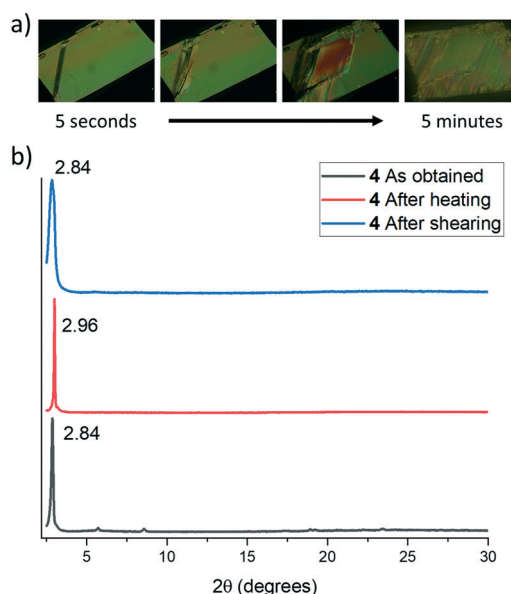 a)
5 seconds
5 minutes
b)
2.84
4 As obtained
4 After heating
4 After shearing
2.96
2.84
5
10
15
20
25
30
2θ (degrees)